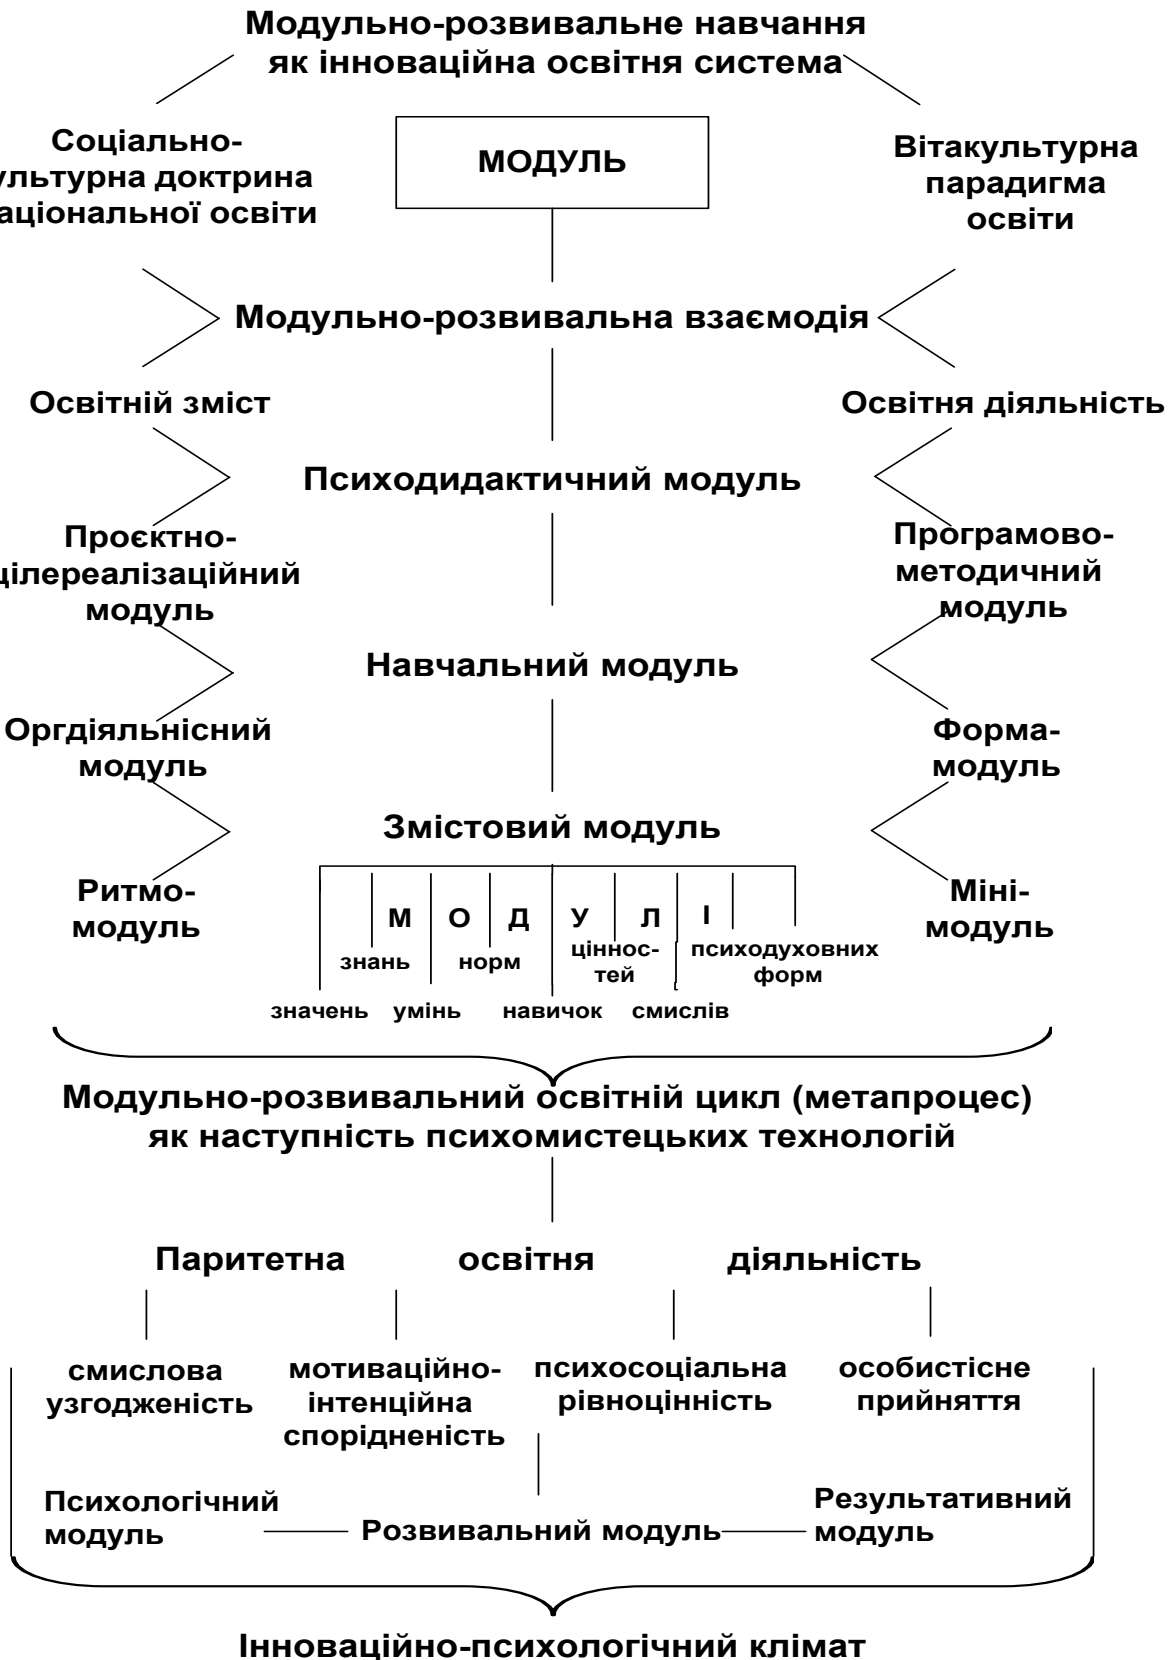 Модульно-розвивальне навчання
як інноваційна освітня система
Соціально-
ультурна доктрина
аціональної освіти
МОДУЛЬ
Вітакультурна
парадигма
освіти
Модульно-розвивальна взаємодія
Освітній зміст
Освітня діяльність
Психодидактичний модуль
Проєктно-
цілереалізаційний
модуль
Програмово-
методичний
модуль
Навчальний модуль
Оргдіяльнісний
модуль
Форма-
модуль
Змістовий модуль
Ритмо-
модуль
Міні-
модуль
М О Д У Л І
знань
норм
ціннос-
тей
психодуховних
форм
значень умінь навичок смислів
Модульно-розвивальний освітній цикл (метапроцес)
як наступність психомистецьких технологій
Паритетна освітня діяльність
смислова
узгодженість
мотиваційно-
інтенційна
спорідненість
психосоціальна
рівноцінність
особистісне
прийняття
Психологічний
модуль
Розвивальний модуль
Результативний
модуль
Інноваційно-психологічний клімат